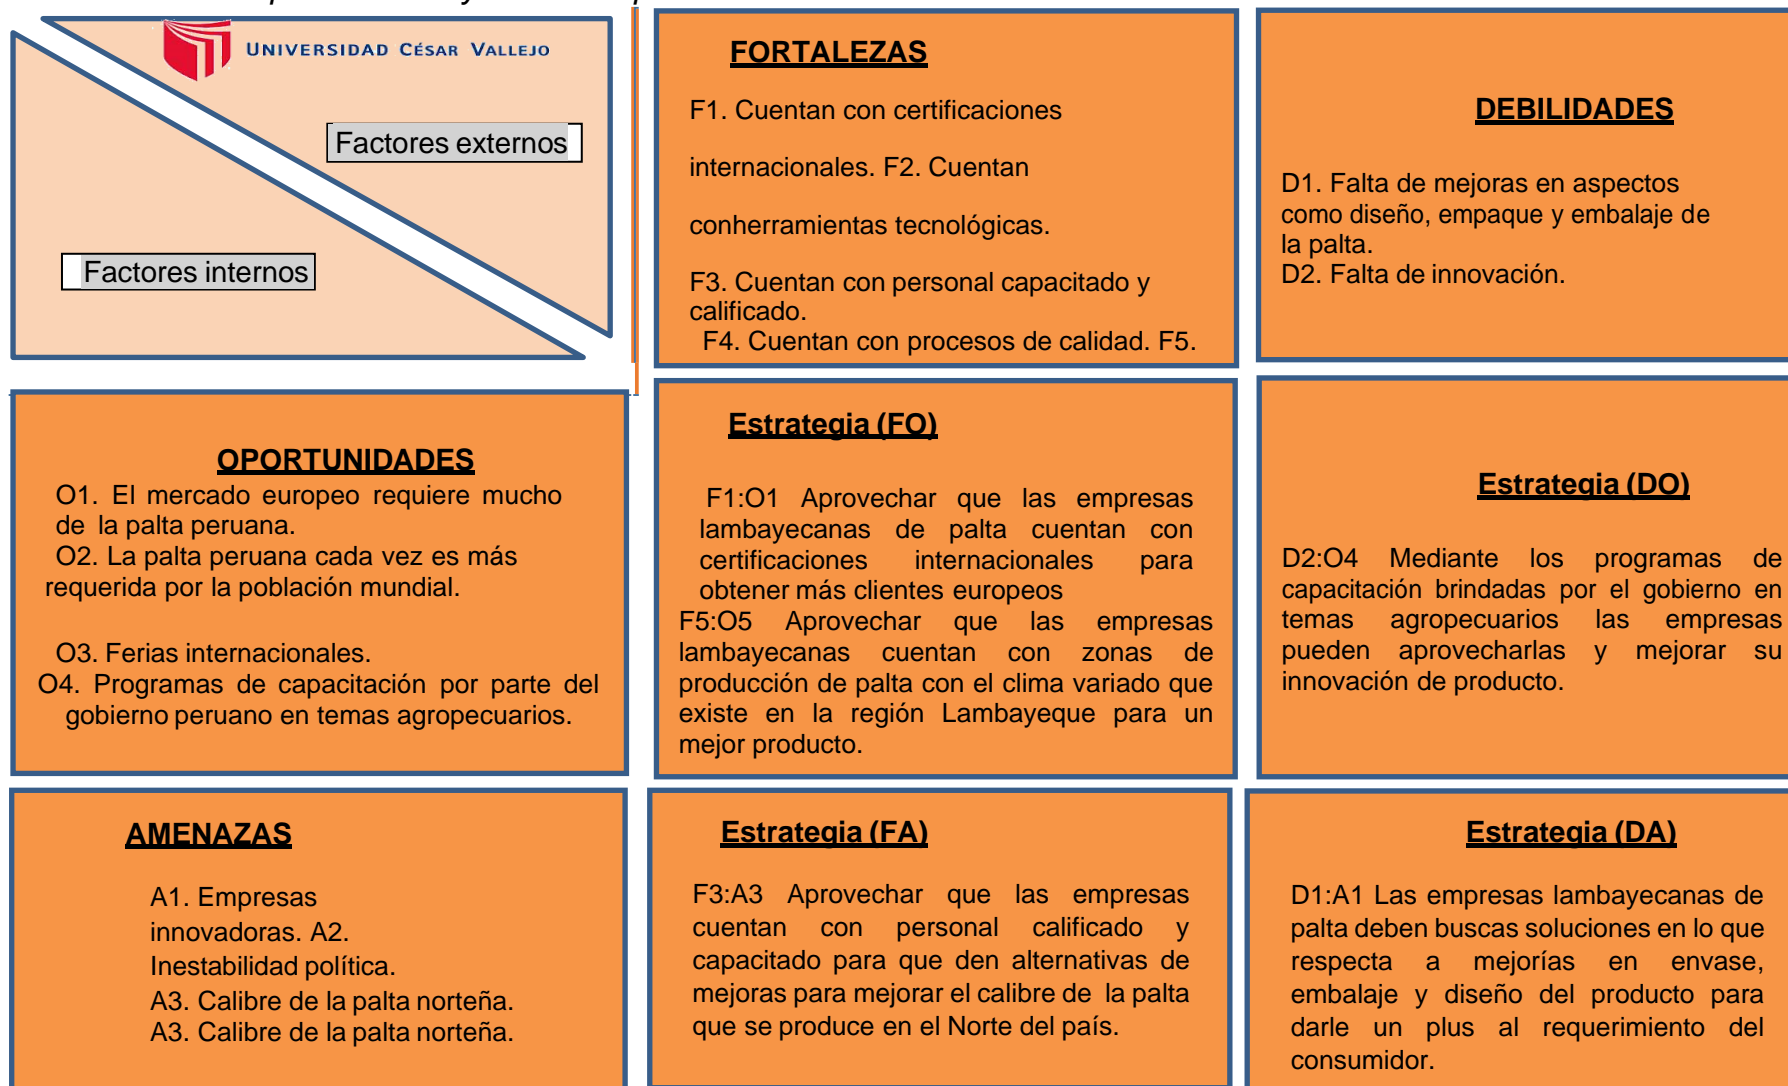 UNIVERSIDAD CÉSAR VALLEJO
Factores externos
Factores internos
FORTALEZAS
F1. Cuentan con certificaciones
internacionales. F2. Cuentan
conherramientas tecnológicas.
F3. Cuentan con personal capacitado y
calificado.
F4. Cuentan con procesos de calidad. F5.
DEBILIDADES
D1. Falta de mejoras en aspectos
como diseño, empaque y embalaje de
la palta.
D2. Falta de innovación.
OPORTUNIDADES
O1. El mercado europeo requiere mucho
de la palta peruana.
O2. La palta peruana cada vez es más
requerida por la población mundial.
O3. Ferias internacionales.
O4. Programas de capacitación por parte del
gobierno peruano en temas agropecuarios.
Estrategia (FO)
F1:O1 Aprovechar que las empresas
lambayecanas de palta cuentan con
certificaciones internacionales para
obtener más clientes europeos
F5:O5 Aprovechar que las empresas
lambayecanas cuentan con zonas de
producción de palta con el clima variado que
existe en la región Lambayeque para un
mejor producto.
Estrategia (DO)
D2:O4 Mediante los programas de
capacitación brindadas por el gobierno en
temas agropecuarios las empresas
pueden aprovecharlas y mejorar su
innovación de producto.
AMENAZAS
A1. Empresas
innovadoras. A2.
Inestabilidad política.
A3. Calibre de la palta norteña.
A3. Calibre de la palta norteña.
Estrategia (FA)
F3:A3 Aprovechar que las empresas
cuentan con personal calificado y
capacitado para que den alternativas de
mejoras para mejorar el calibre de la palta
que se produce en el Norte del país.
Estrategia (DA)
D1:A1 Las empresas lambayecanas de
palta deben buscas soluciones en lo que
respecta a mejorías en envase,
embalaje y diseño del producto para
darle un plus al requerimiento del
consumidor.